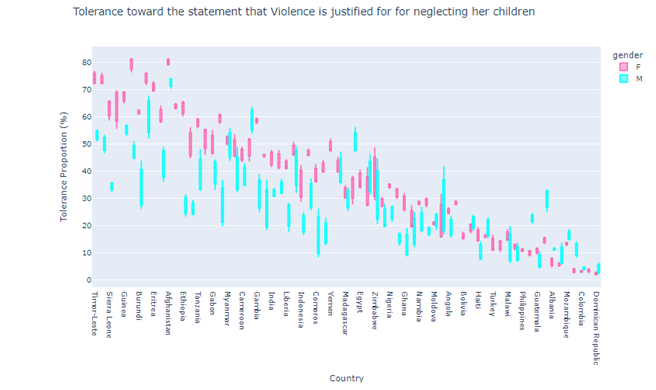 Tolerance toward the statement that Violence is justified for for neglecting her children
gender
F
M
Tolerance Proportion (%)
80
70
60
50
40
30
20
10
0
Timor-Leste
Sierra Leone
Guinea
Burundi
Eritrea
Afghanistan
Ethiopia
Tanzania
Gabon
Myanmar
Cameroon
Gambia
India
Liberia
Indonesia
Comoros
Yemen
Madagascar
Egypt
Zimbabwe
Nigeria
Ghana
Namibia
Moldova
Angola
Bolivia
Haiti
Turkey
Malawi
Philippines
Guatemala
Albania
Mozambique
Colombia
Dominican Republic
Country